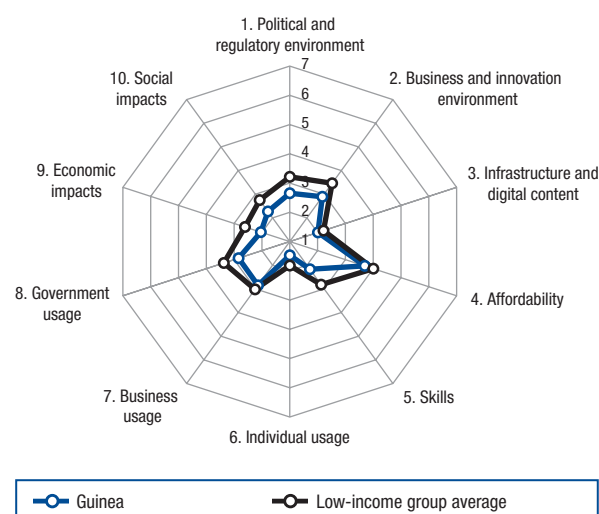 1. Political and
regulatory environment
7
10. Social
impacts
6
2. Business and innovation
environment
5
4
9. Economic
impacts
3
3. Infrastructure and
digital content
2
1
8. Government
usage
4. Affordability
7. Business
usage
5. Skills
6. Individual usage
Guinea
Low-income group average